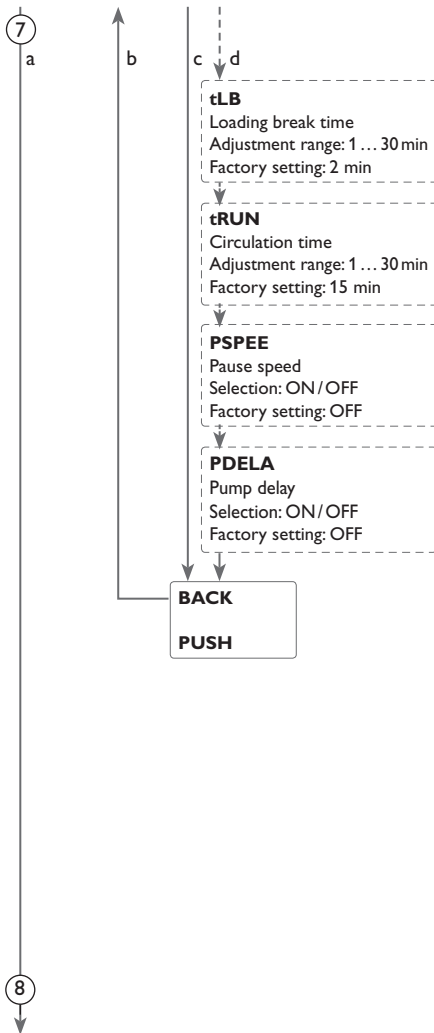 7
a b c d
tLB
Loading break time
Adjustment range: 1 … 30 min
Factory setting: 2 min
tRUN
Circulation time
Adjustment range: 1 … 30 min
Factory setting: 15 min
PSPEE
Pause speed
Selection: ON / OFF
Factory setting: OFF
PDELA
Pump delay
Selection: ON / OFF
Factory setting: OFF
BACK
PUSH
8